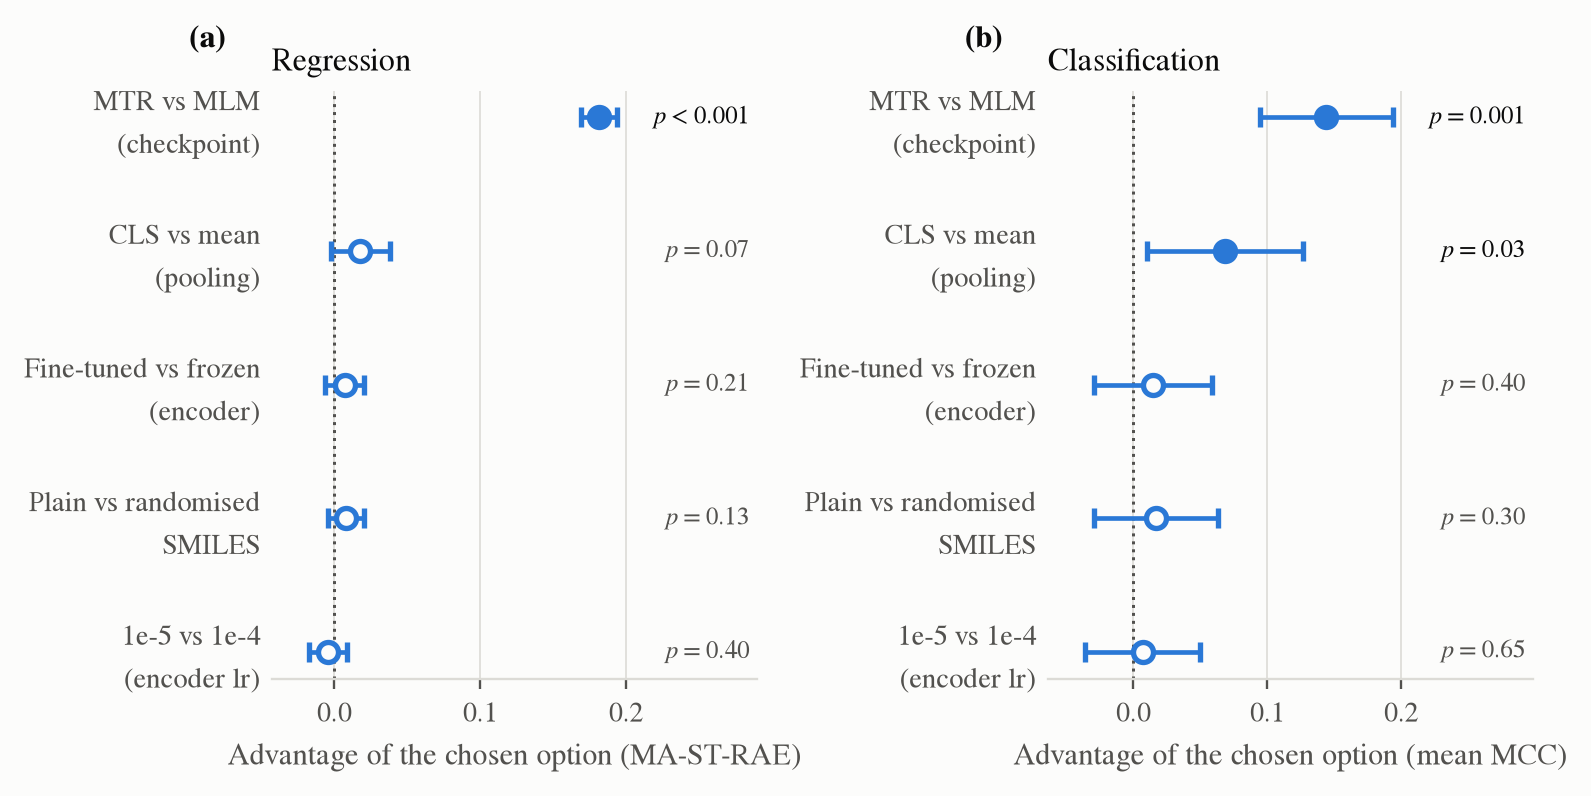 (a)
Regression
MTR vs MLM
(checkpoint)
p < 0.001
CLS vs mean
(pooling)
p = 0.07
Fine-tuned vs frozen
(encoder)
p = 0.21
Plain vs randomised
SMILES
p = 0.13
1e-5 vs 1e-4
(encoder lr)
p = 0.40
0.0 0.1 0.2
Advantage of the chosen option (MA-ST-RAE)
(b)
Classification
MTR vs MLM
(checkpoint)
p = 0.001
CLS vs mean
(pooling)
p = 0.03
Fine-tuned vs frozen
(encoder)
p = 0.40
Plain vs randomised
SMILES
p = 0.30
1e-5 vs 1e-4
(encoder lr)
p = 0.65
0.0 0.1 0.2
Advantage of the chosen option (mean MCC)